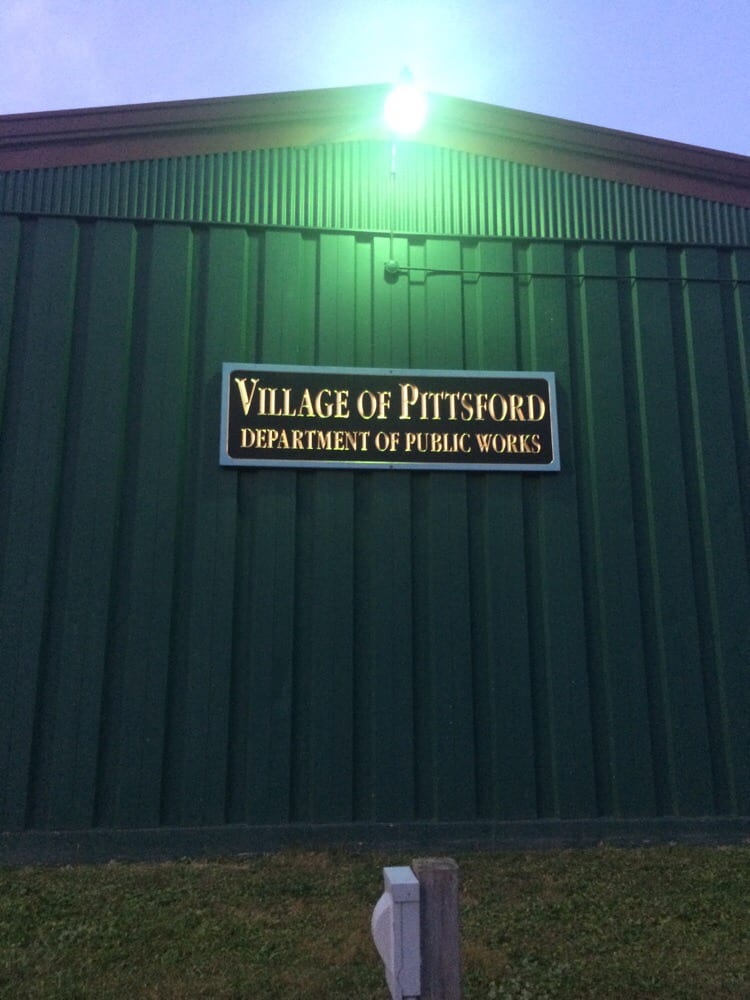 VILLAGE OF PITTSFORD
DEPARTMENT OF PUBLIC WORKS